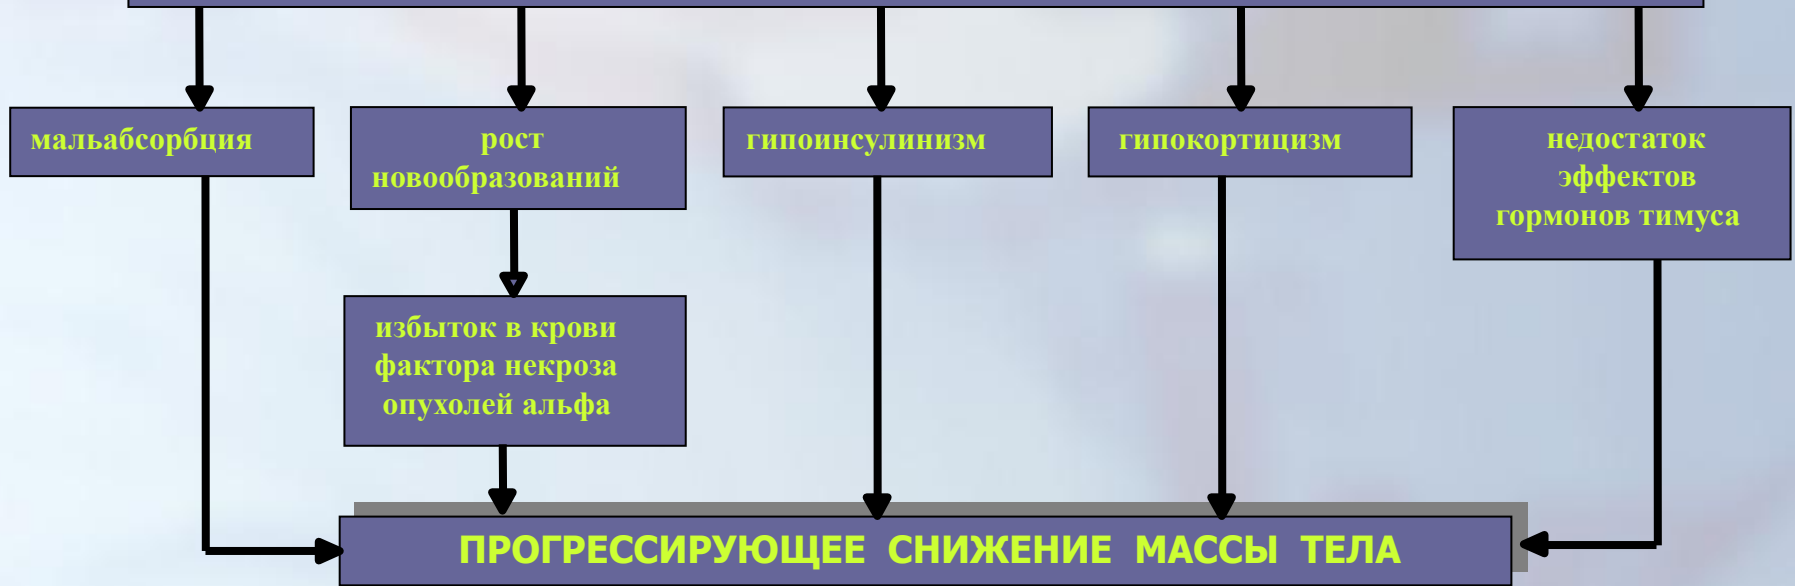 мальабсорбция
рост
новообразований
гипоинсулинизм
гипокортицизм
недостаток
эффектов
гормонов тимуса
избыток в крови
фактора некроза
опухолей альфа
ПРОГРЕССИРУЮЩЕЕ СНИЖЕНИЕ МАССЫ ТЕЛА